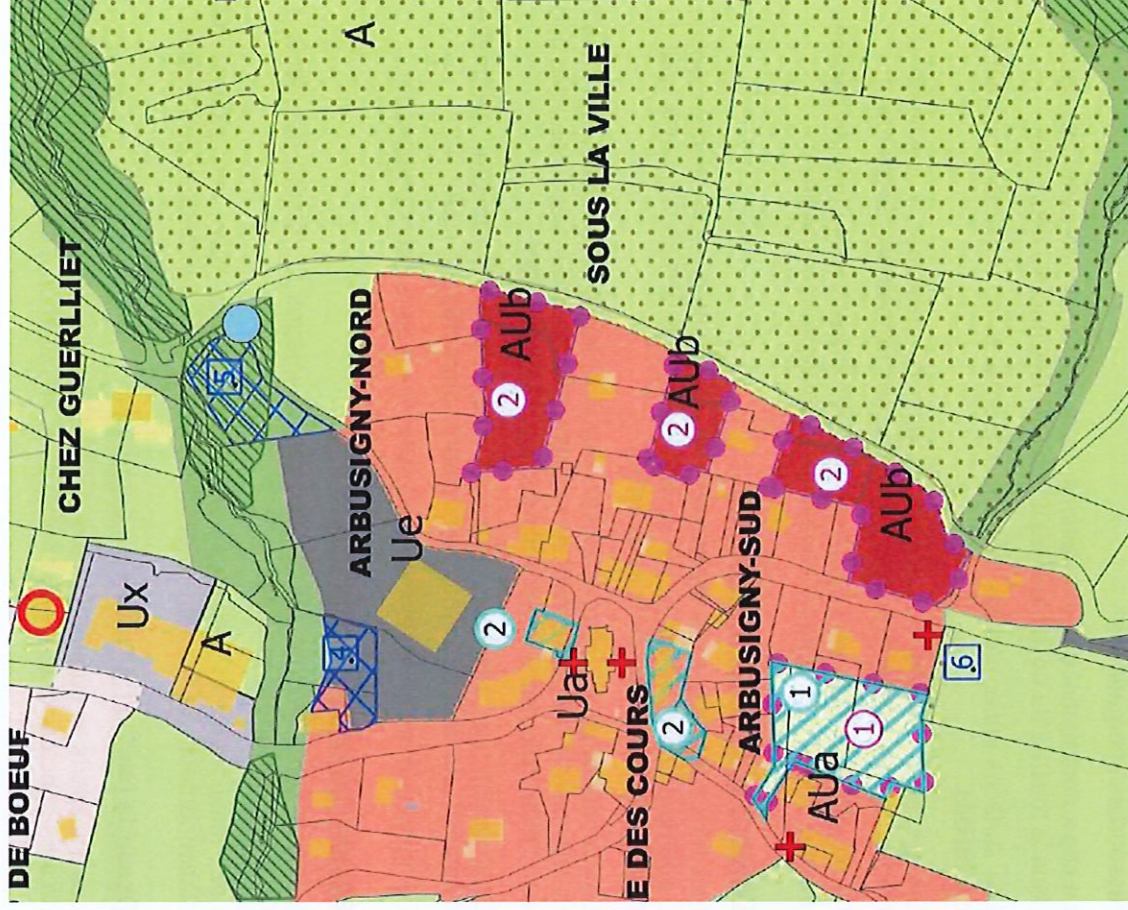 A
SOUS LA VILLE
CHEZ GUERLLIET
.5
ARBUSIGNY-NORD
AUb
2
AUb
2
Ue
Ux
A
.4
2
Ua
ARBUSIGNY-SUD
2
AUb
DE BOEUF
E DES COURS
2
1
1
AUa
.6